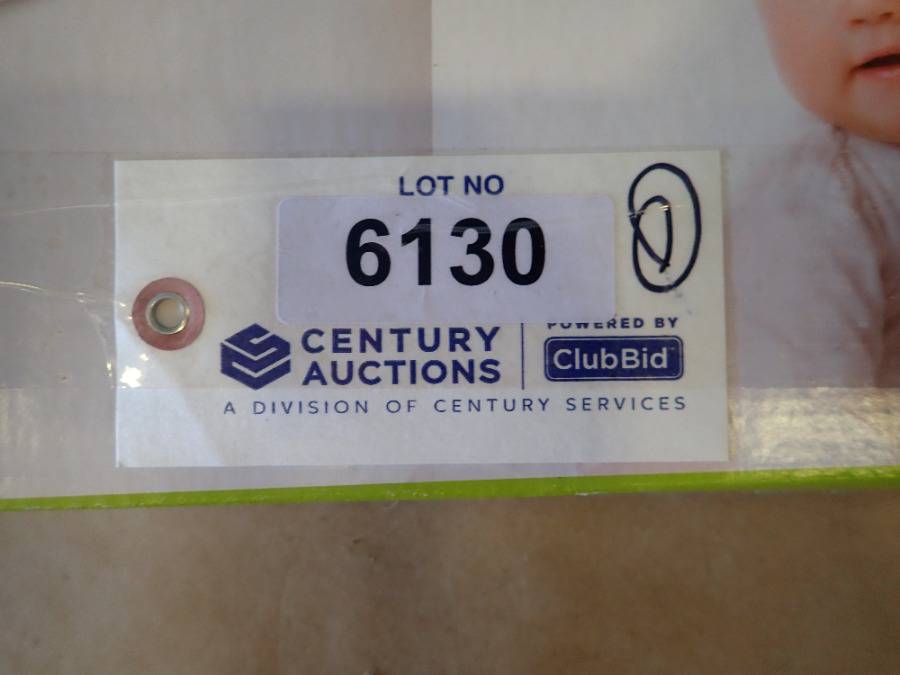 LOT NO
6130
CENTURY
AUCTIONS
POWERED BY
ClubBid
A DIVISION OF CENTURY SERVICES